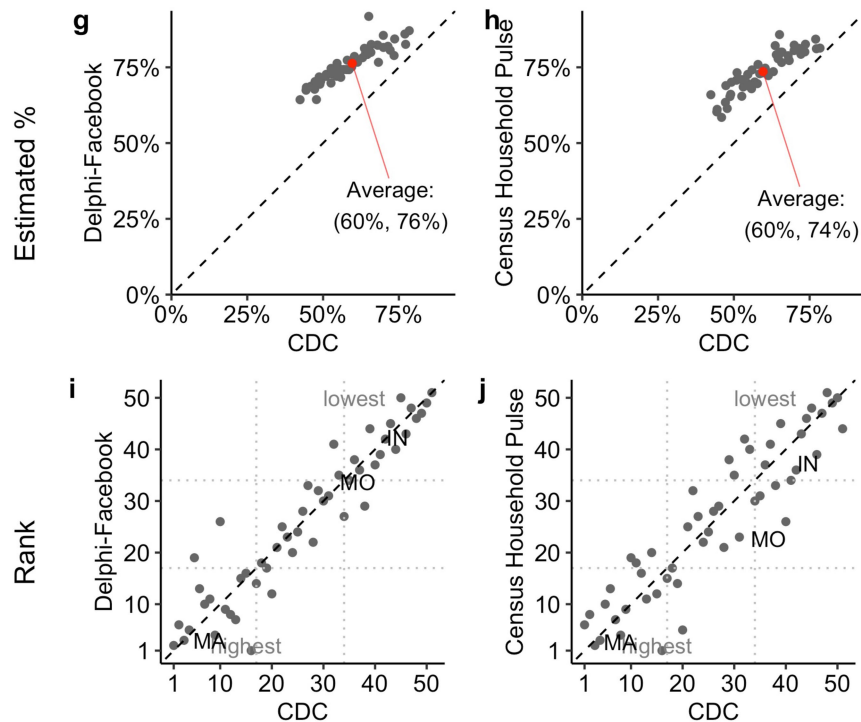 g
Estimated %
Delphi-Facebook
75%
50%
25%
0%
Average:
(60%, 76%)
0%
25%
50%
75%
CDC
h
Census Household Pulse
75%
50%
25%
0%
Average:
(60%, 74%)
0%
25%
50%
75%
CDC
i
Rank
Delphi-Facebook
50
40
30
20
10
1
lowest
IN
MO
MA
highest
1
10
20
30
40
50
CDC
j
Census Household Pulse
50
40
30
20
10
1
lowest
IN
MO
MA
highest
1
10
20
30
40
50
CDC